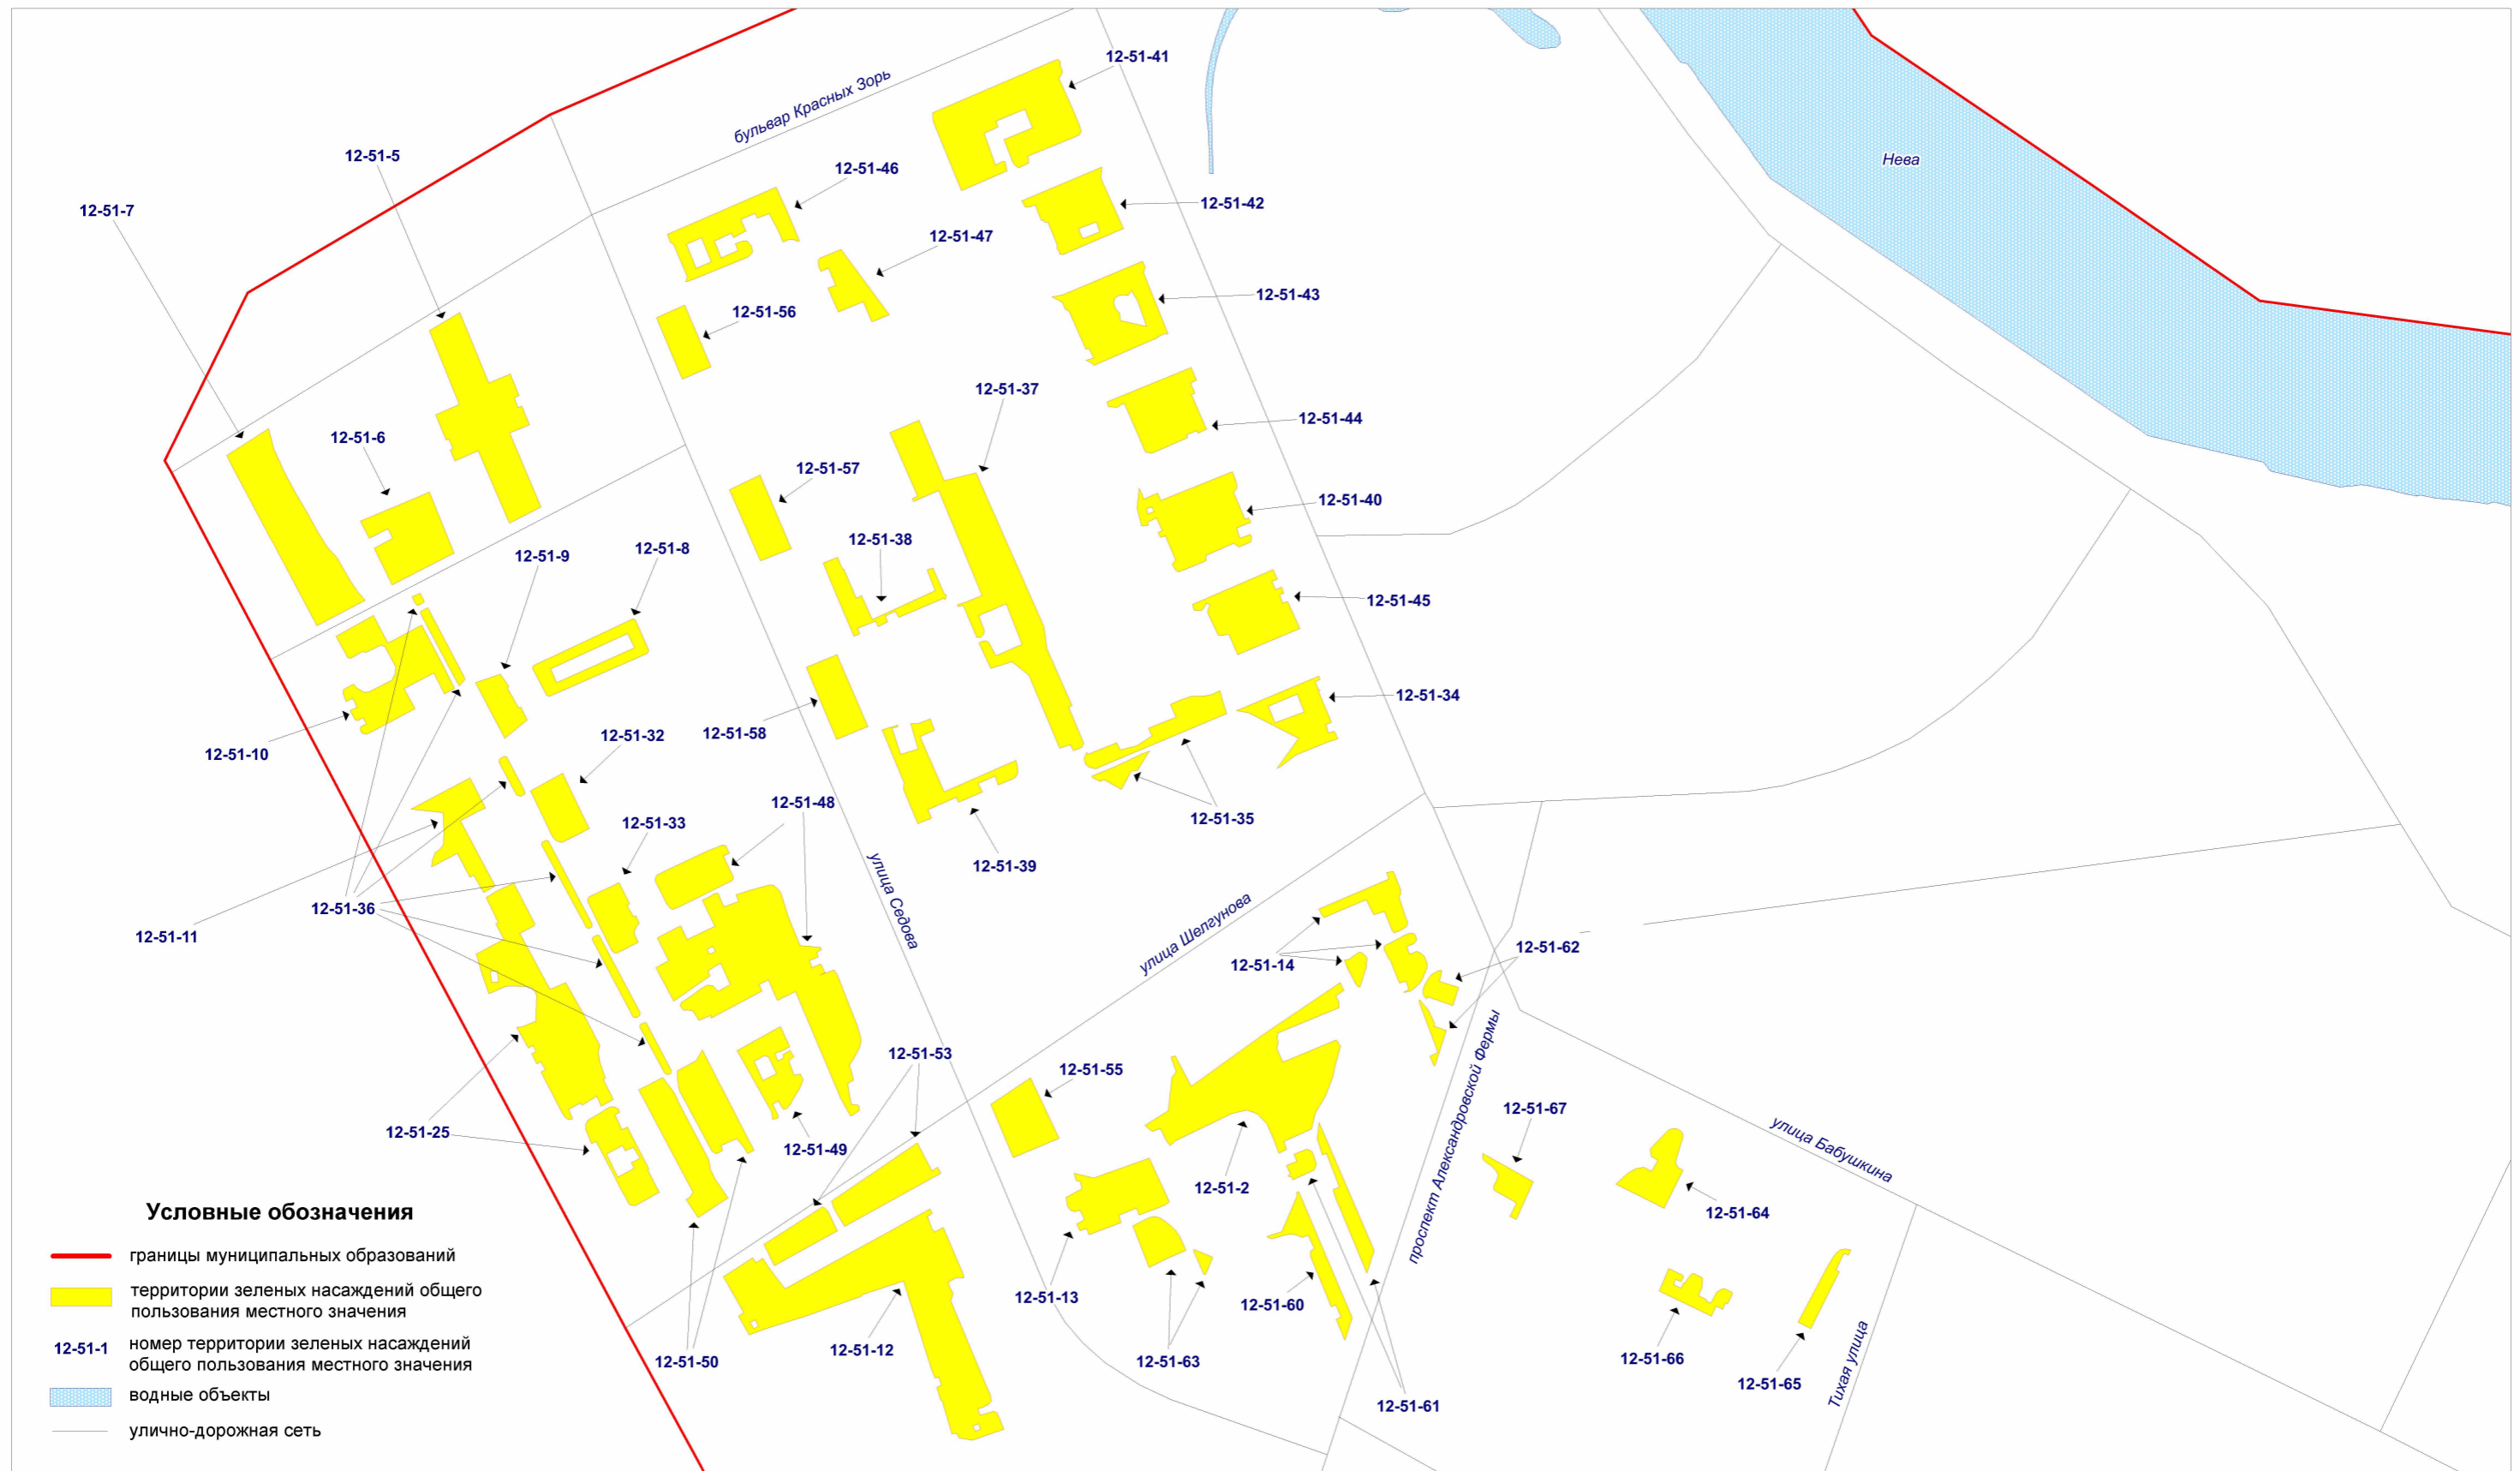 12-51-41
бульвар Красных Зорь
12-51-5
12-51-46
Нева
12-51-7
12-51-42
12-51-47
12-51-43
12-51-56
12-51-37
12-51-44
12-51-6
12-51-57
12-51-40
12-51-38
12-51-9
12-51-8
12-51-45
12-51-34
12-51-58
12-51-32
12-51-10
12-51-48
12-51-33
12-51-35
12-51-39
улица Седова
12-51-36
12-51-11
улица Шелгунова
12-51-62
12-51-14
12-51-53
12-51-55
проспект Александровской Фермы
12-51-67
12-51-25
12-51-49
улица Бабушкина
12-51-2
12-51-64
12-51-13
12-51-60
12-51-12
12-51-50
12-51-63
12-51-66
12-51-65
Тихая улица
12-51-61
Условные обозначения
границы муниципальных образований
территории зеленых насаждений общего
пользования местного значения
12-51-1 номер территории зеленых насаждений
общего пользования местного значения
водные объекты
улично-дорожная сеть